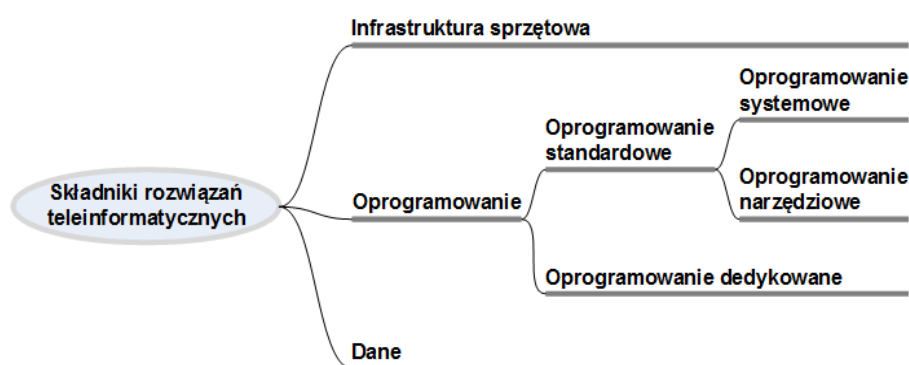 Infrastruktura sprzętowa
Oprogramowanie
systemowe
Oprogramowanie
standardowe
Oprogramowanie
narzędziowe
Składniki rozwiązań
teleinformatycznych
Oprogramowanie
Oprogramowanie dedykowane
Dane